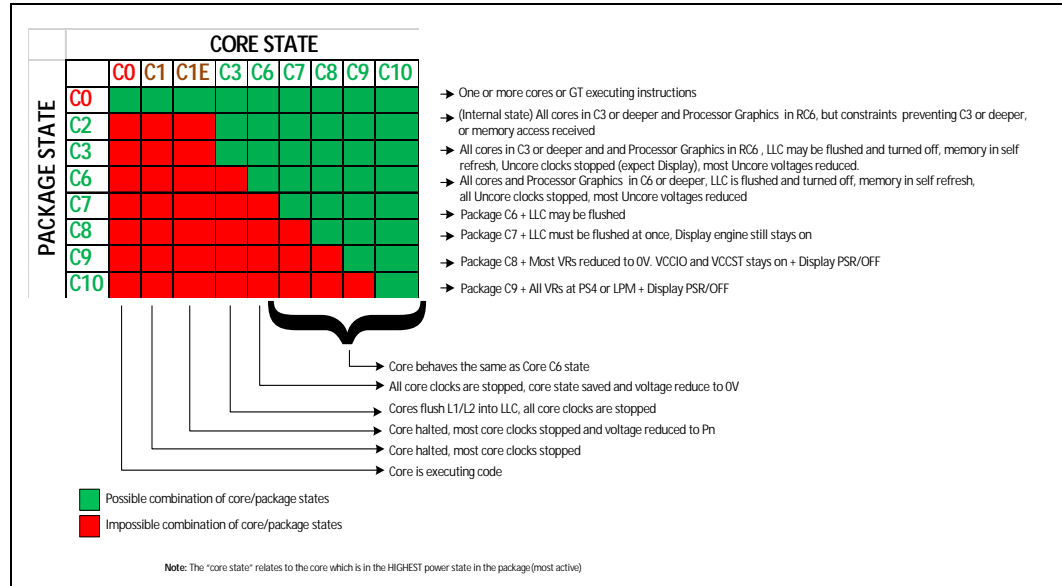 CORE STATE
C0 C1 C1E C3 C6 C7 C8 C9 C10
PACKAGE STATE
C0
C2
C3
C6
C7
C8
C9
C10
One or more cores or GT executing instructions
(Internal state) All cores in C3 or deeper and Processor Graphics in RC6, but constraints preventing C3 or deeper,
or memory access received
All cores in C3 or deeper and and Processor Graphics in RC6 , LLC may be flushed and turned off, memory in self
refresh, Uncore clocks stopped (expect Display), most Uncore voltages reduced.
All cores and Processor Graphics in C6 or deeper, LLC is flushed and turned off, memory in self refresh,
all Uncore clocks stopped, most Uncore voltages reduced
Package C6 + LLC may be flushed
Package C7 + LLC must be flushed at once, Display engine still stays on
Package C8 + Most VRs reduced to 0V. VCCIO and VCCST stays on + Display PSR/OFF
Package C9 + All VRs at PS4 or LPM + Display PSR/OFF
Core behaves the same as Core C6 state
All core clocks are stopped, core state saved and voltage reduce to 0V
Cores flush L1/L2 into LLC, all core clocks are stopped
Core halted, most core clocks stopped and voltage reduced to Pn
Core halted, most core clocks stopped
Core is executing code
Possible combination of core/package states
Impossible combination of core/package states
Note: The "core state" relates to the core which is in the HIGHEST power state in the package (most active)